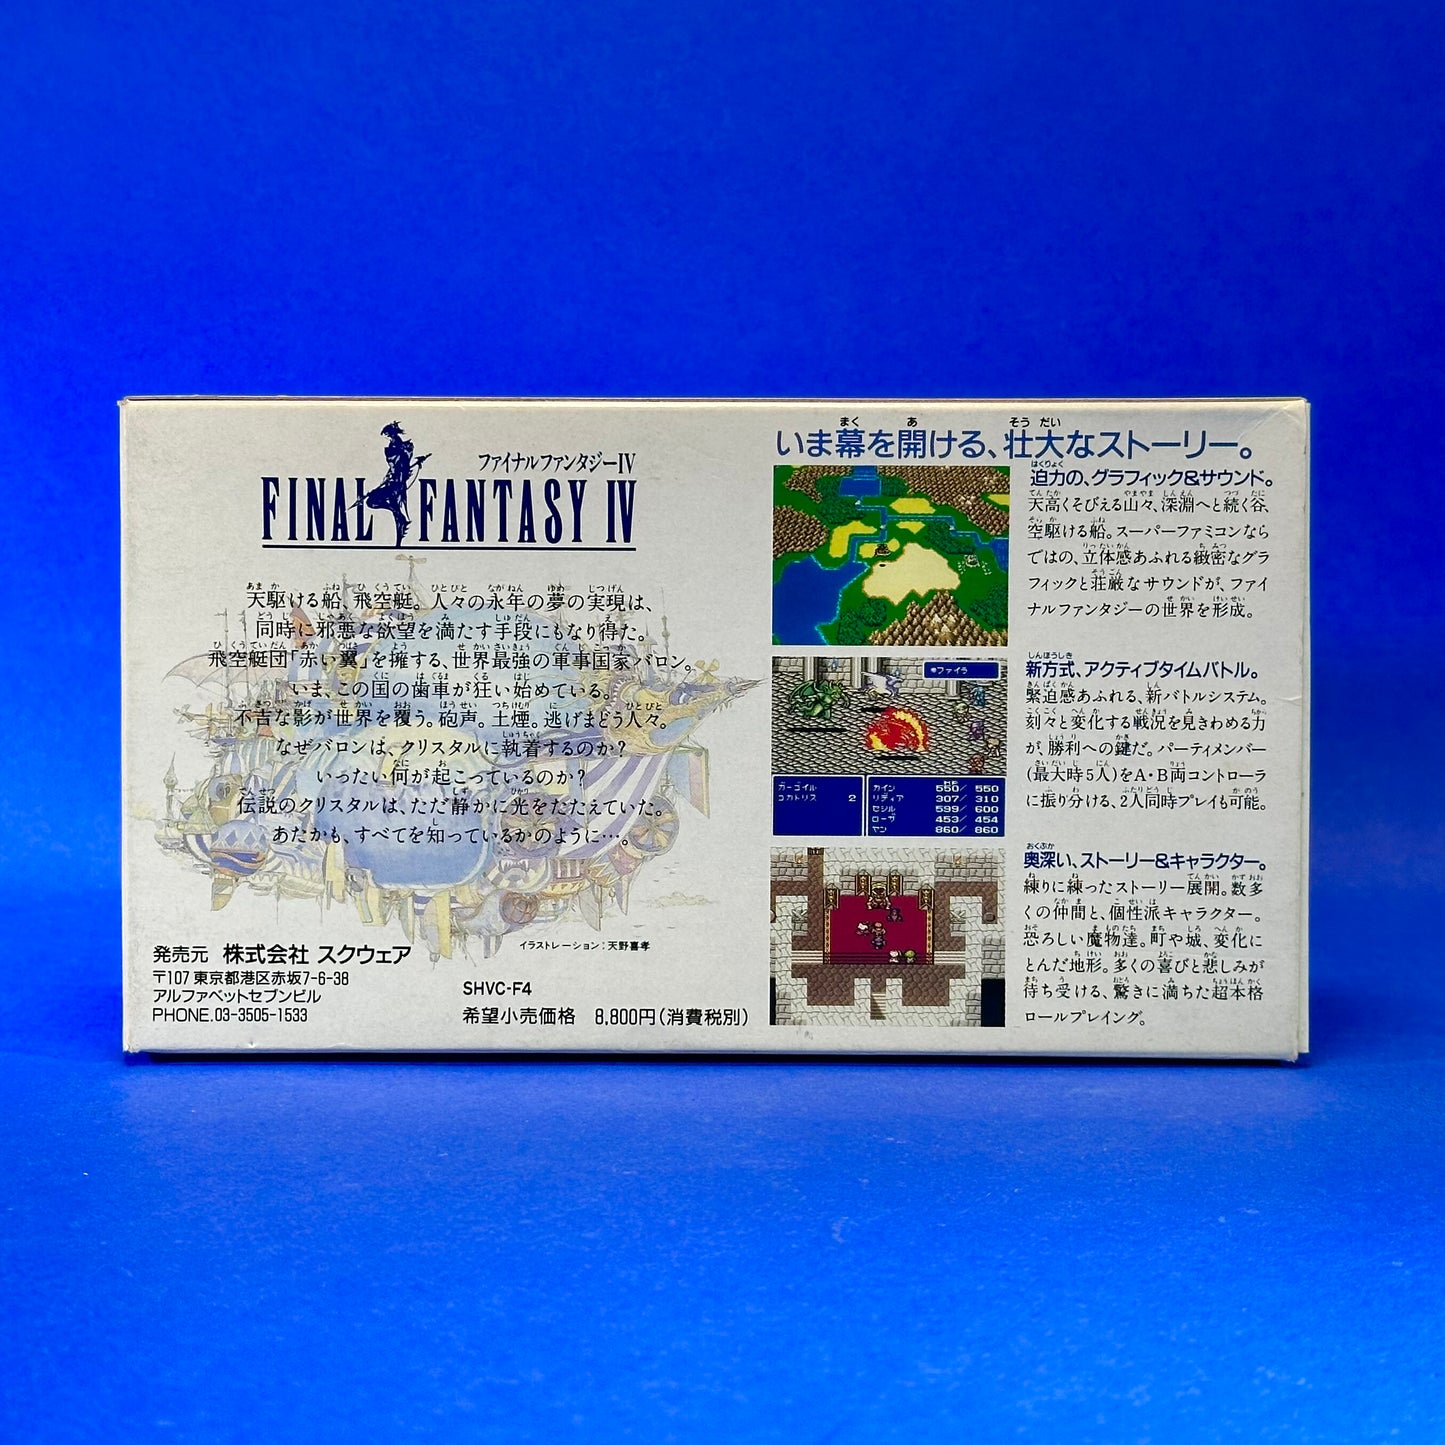 ファイナルファンタジーIV
FINAL FANTASY IV
天駆ける船、飛空艇。人々の永年の夢の実現は、
同時に邪悪な欲望を満たす手段にもなり得た。
飛空艇団「赤い翼」を擁する、世界最強の軍事国家バロン。
いま、この国の歯車が狂い始めている。
不吉な影が世界を覆う。砲声。土煙。逃げまどう人々。
なぜバロンは、クリスタルに執着するのか?
いったい何が起こっているのか?
伝説のクリスタルは、ただ静かに光をたたえていた。
あたかも、すべてを知っているかのように…。
イラストレーション:天野喜孝
発売元 株式会社 スクウェア
〒107 東京都港区赤坂7-6-38
アルファベットセブンビル
PHONE.03-3505-1533
SHVC-F4
希望小売価格 8,800円(消費税別)
いま幕を開ける、壮大なストーリー。
迫力の、グラフィック&サウンド。
天高くそびえる山々、深淵へと続く谷、
空駆ける船。スーパーファミコンなら
ではの、立体感あふれる緻密なグラ
フィックと荘厳なサウンドが、ファイ
ナルファンタジーの世界を形成。
ファイラ
ガーゴイル
コカトリス 2
HP
カイン 550/ 550
リディア 307/ 310
セシル 599/ 600
ローザ 453/ 454
ヤン 860/ 860
新方式、アクティブタイムバトル。
緊迫感あふれる、新バトルシステム。
刻々と変化する戦況を見きわめる力
が、勝利への鍵だ。パーティメンバー
(最大時5人)をA・B両コントローラ
に振り分ける、2人同時プレイも可能。
奥深い、ストーリー&キャラクター。
練りに練ったストーリー展開。数多
くの仲間と、個性派キャラクター。
恐ろしい魔物達。町や城、変化に
とんだ地形。多くの喜びと悲しみが
待ち受ける、驚きに満ちた超本格
ロールプレイング。